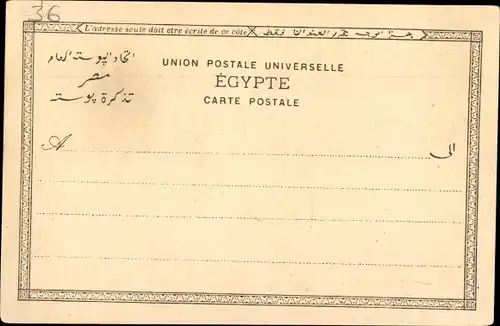 36
L'adresse seule doit être écrite de ce côté
UNION POSTALE UNIVERSELLE
ÉGYPTE
CARTE POSTALE
اتحاد البوستة العام
مصر
تذكرة بوستة
A
الى